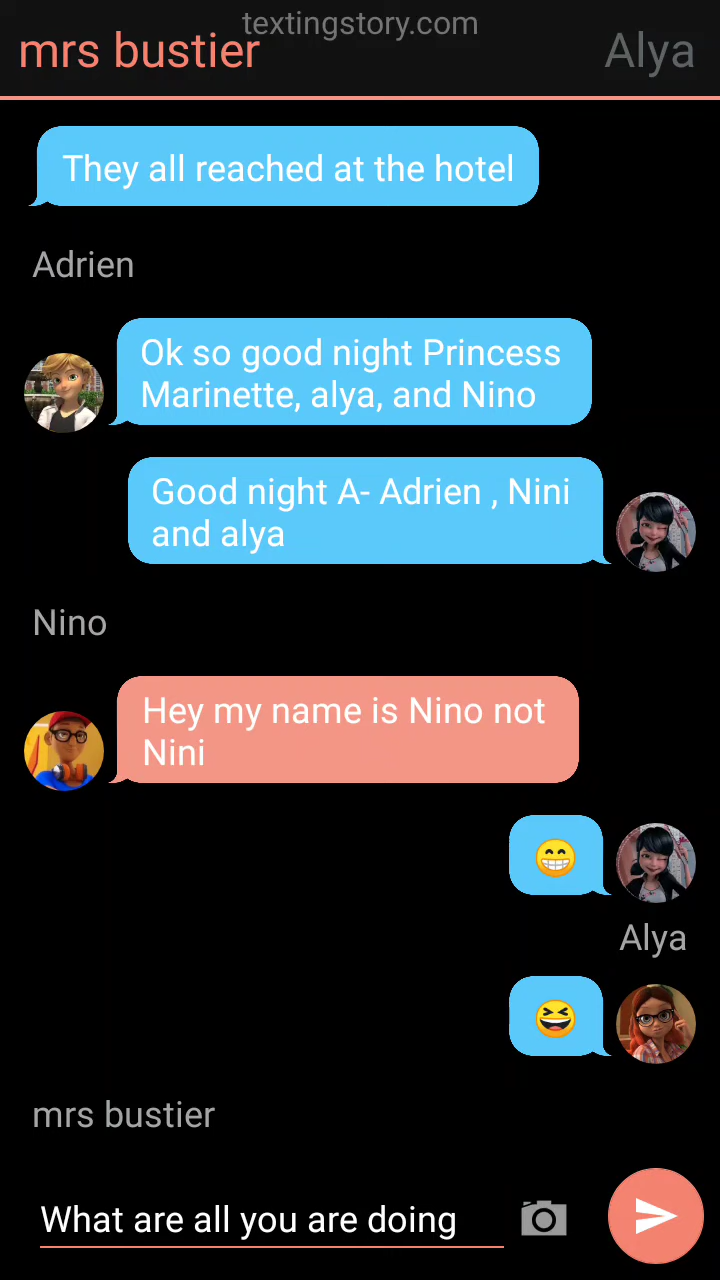 textingstory.com
mrs bustier
Alya
They all reached at the hotel
Adrien
Ok so good night Princess
Marinette, alya, and Nino
Good night A- Adrien , Nini
and alya
Nino
Hey my name is Nino not
Nini
😁
Alya
😆
mrs bustier
What are all you are doing